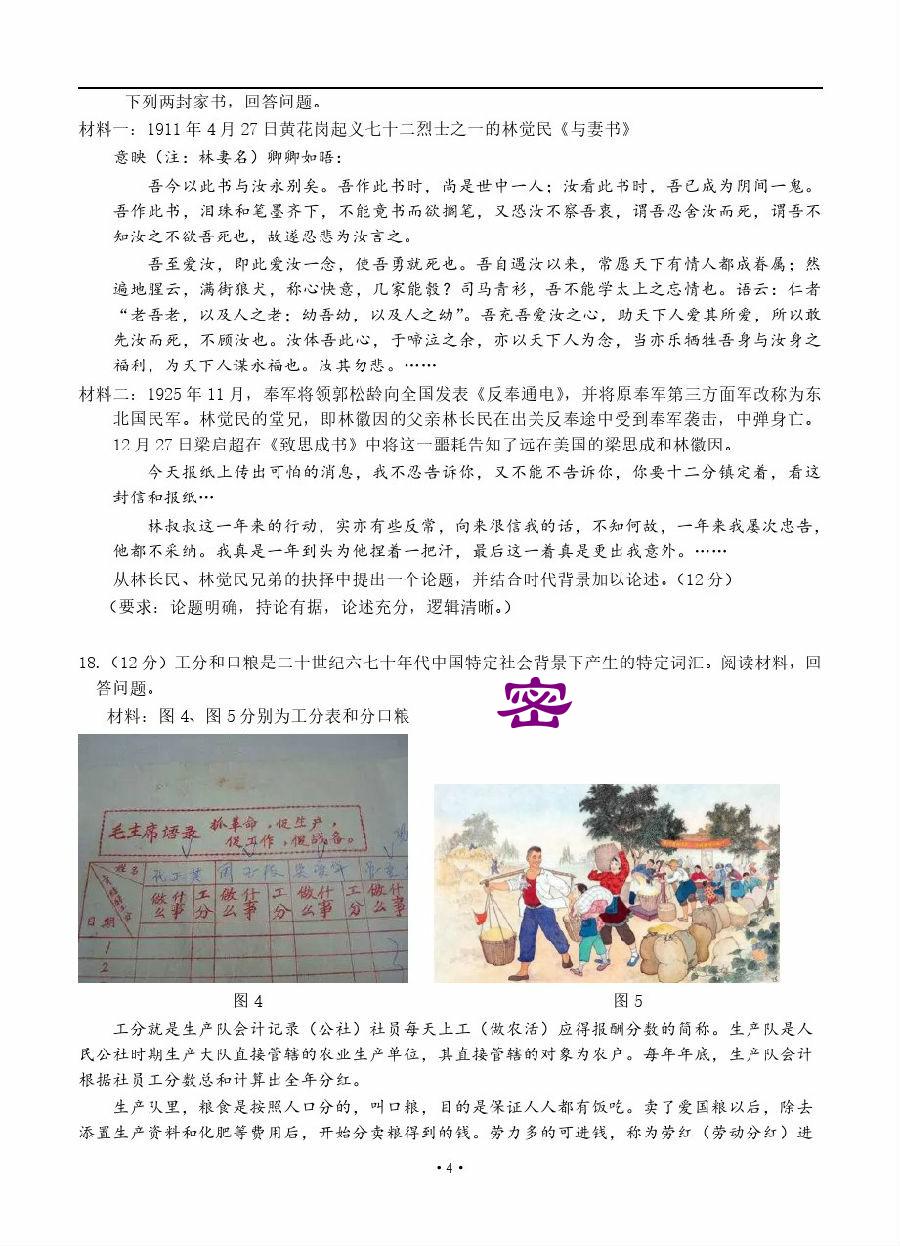 下列两封家书，回答问题。
材料一：1911 年 4 月 27 日黄花岗起义七十二烈士之一的林觉民《与妻书》
意映（注：林妻名）卿卿如晤：
吾今以此书与汝永别矣。吾作此书时，尚是世中一人；汝看此书时，吾已成为阴间一鬼。
吾作此书，泪珠和笔墨齐下，不能竟书而欲搁笔，又恐汝不察吾衷，谓吾忍舍汝而死，谓吾不
知汝之不欲吾死也，故遂忍悲为汝言之。
吾至爱汝，即此爱汝一念，使吾勇就死也。吾自遇汝以来，常愿天下有情人都成眷属；然
遍地腥云，满街狼犬，称心快意，几家能彀？司马青衫，吾不能学太上之忘情也。语云：仁者
“老吾老，以及人之老；幼吾幼，以及人之幼”。吾充吾爱汝之心，助天下人爱其所爱，所以敢
先汝而死，不顾汝也。汝体吾此心，于啼泣之余，亦以天下人为念，当亦乐牺牲吾身与汝身之
福利，为天下人谋永福也。汝其勿悲。……
材料二：1925 年 11 月，奉军将领郭松龄向全国发表《反奉通电》，并将原奉军第三方面军改称为东
北国民军。林觉民的堂兄，即林徽因的父亲林长民在出关反奉途中受到奉军袭击，中弹身亡。
12 月 27 日梁启超在《致思成书》中将这一噩耗告知了远在美国的梁思成和林徽因。
今天报纸上传出可怕的消息，我不忍告诉你，又不能不告诉你，你要十二分镇定着，看这
封信和报纸…
林叔叔这一年来的行动，实亦有些反常，向来很信我的话，不知何故，一年来我屡次忠告，
他都不采纳。我真是一年到头为他捏着一把汗，最后这一着真是更出我意外。……
从林长民、林觉民兄弟的抉择中提出一个论题，并结合时代背景加以论述。（12 分）
（要求：论题明确，持论有据，论述充分，逻辑清晰。）
18.（12 分）工分和口粮是二十世纪六七十年代中国特定社会背景下产生的特定词汇。阅读材料，回
答问题。
密
材料：图 4、图 5 分别为工分表和分口粮
毛主席语录 抓革命，促生产，
促工作，促战备。
姓名
做什么事 工分 做什么事 工分 做什么事 工分 做什么事
日期
1
2
图 4
图 5
工分就是生产队会计记录（公社）社员每天上工（做农活）应得报酬分数的简称。生产队是人
民公社时期生产大队直接管辖的农业生产单位，其直接管辖的对象为农户。每年年底，生产队会计
根据社员工分数总和计算出全年分红。
生产队里，粮食是按照人口分的，叫口粮，目的是保证人人都有饭吃。卖了爱国粮以后，除去
添置生产资料和化肥等费用后，开始分卖粮得到的钱。劳力多的可进钱，称为劳红（劳动分红）进
·4·